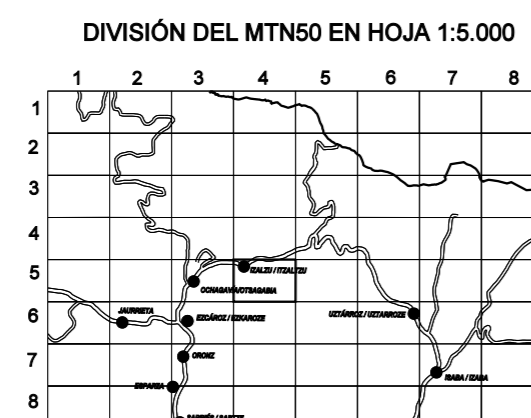 DIVISIÓN DEL MTN50 EN HOJA 1:5.000
1 2 3 4 5 6 7 8
1
2
3
4
5
IZALZU / ITZALTZU
OCHAGAVÍA/OTSAGABIA
6
JAURRIETA
EZCÁROZ / EZKAROZE
UZTÁRROZ / UZTARROZE
7
ORONZ
ISABA / IZABA
8
ESPARZA